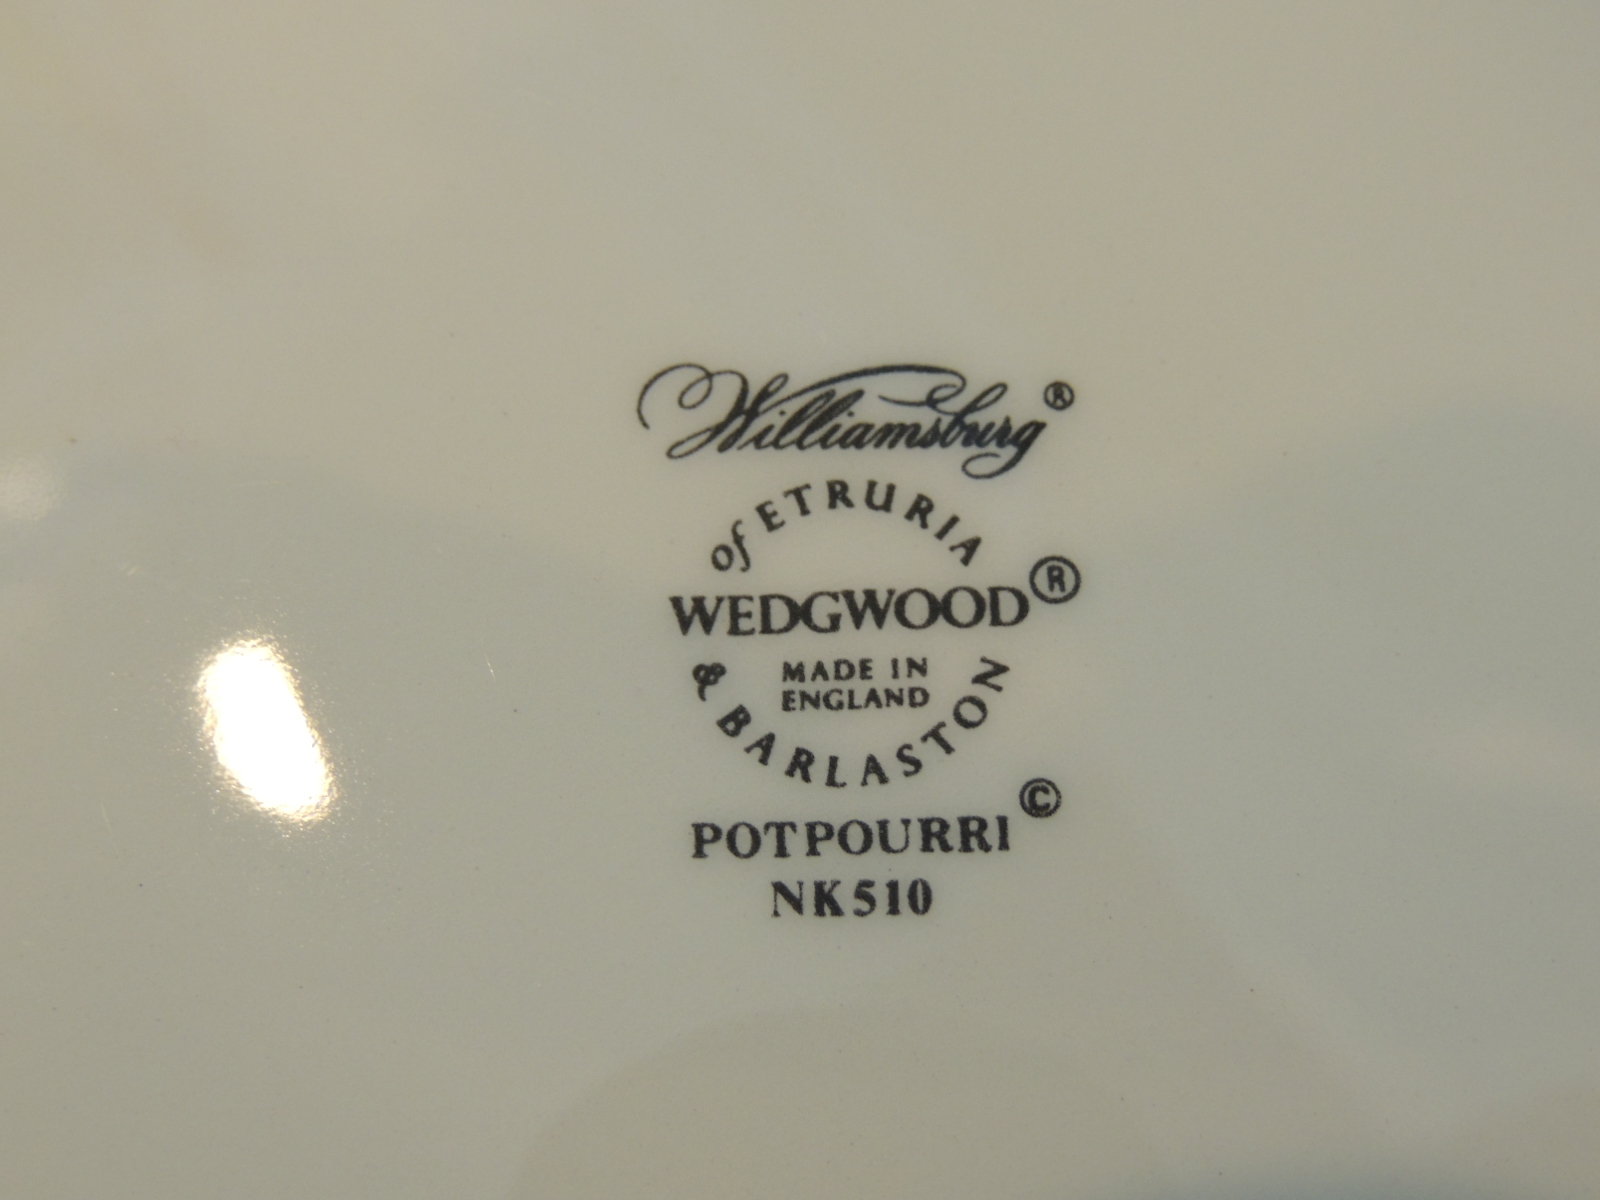 Williamsburg®
of ETRURIA
WEDGWOOD®
MADE IN
ENGLAND
& BARLASTON
POTPOURRI©
NK510